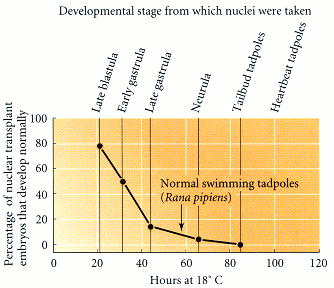 Developmental stage from which nuclei were taken
Late blastula
Early gastrula
Late gastrula
Neurula
Tailbud tadpoles
Heartbeat tadpoles
Percentage of nuclear transplant
embryos that develop normally
100
80
60
40
20
0
Normal swimming tadpoles
(Rana pipiens)
0 20 40 60 80 100 120
Hours at 18° C